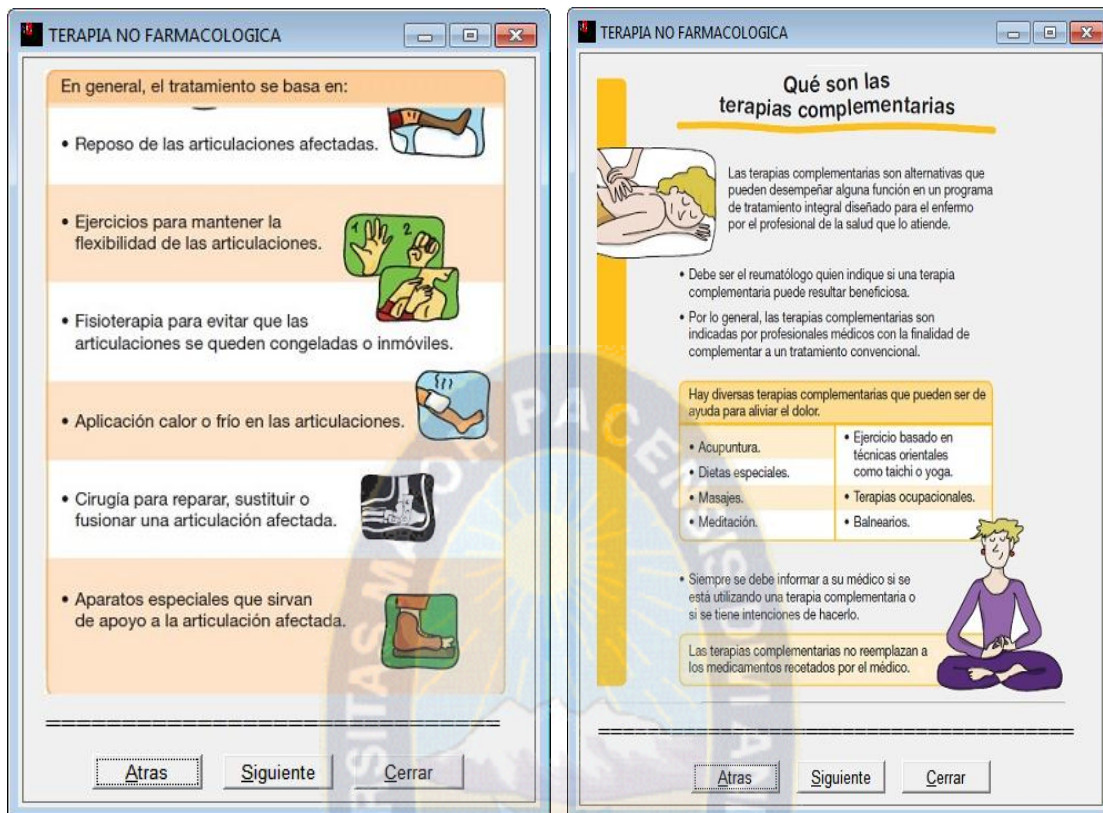 TERAPIA NO FARMACOLOGICA
En general, el tratamiento se basa en:
• Reposo de las articulaciones afectadas.
• Ejercicios para mantener la
flexibilidad de las articulaciones.
1 2
• Fisioterapia para evitar que las
articulaciones se queden congeladas o inmóviles.
• Aplicación calor o frío en las articulaciones.
• Cirugía para reparar, sustituir o
fusionar una articulación afectada.
• Aparatos especiales que sirvan
de apoyo a la articulación afectada.
Atras Siguiente Cerrar
TERAPIA NO FARMACOLOGICA
Qué son las
terapias complementarias
Las terapias complementarias son alternativas que
pueden desempeñar alguna función en un programa
de tratamiento integral diseñado para el enfermo
por el profesional de la salud que lo atiende.
• Debe ser el reumatólogo quien indique si una terapia
complementaria puede resultar beneficiosa.
• Por lo general, las terapias complementarias son
indicadas por profesionales médicos con la finalidad de
complementar a un tratamiento convencional.
Hay diversas terapias complementarias que pueden ser de
ayuda para aliviar el dolor.
• Acupuntura.
• Dietas especiales.
• Masajes.
• Meditación.
• Ejercicio basado en
técnicas orientales
como taichi o yoga.
• Terapias ocupacionales.
• Balnearios.
• Siempre se debe informar a su médico si se
está utilizando una terapia complementaria o
si se tiene intenciones de hacerlo.
Las terapias complementarias no reemplazan a
los medicamentos recetados por el médico.
Atras Siguiente Cerrar